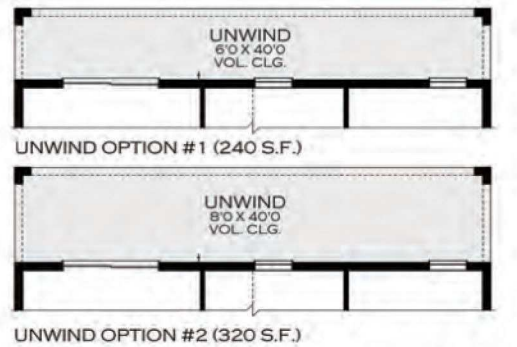 UNWIND
6'0 X 40'0
VOL. CLG.
UNWIND OPTION #1 (240 S.F.)
UNWIND
8'0 X 40'0
VOL. CLG.
UNWIND OPTION #2 (320 S.F.)